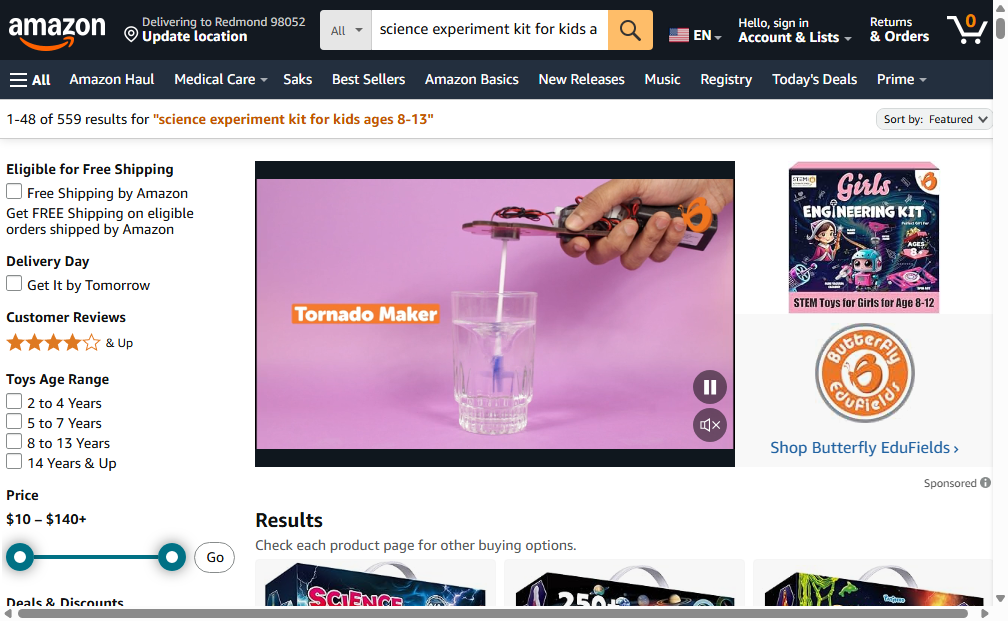 amazon
Delivering to Redmond 98052
Update location
All
science experiment kit for kids a
EN
Hello, sign in
Account & Lists
Returns
& Orders
0
All
Amazon Haul
Medical Care
Saks
Best Sellers
Amazon Basics
New Releases
Music
Registry
Today's Deals
Prime
1-48 of 559 results for "science experiment kit for kids ages 8-13"
Sort by: Featured
Eligible for Free Shipping
Free Shipping by Amazon
Get FREE Shipping on eligible
orders shipped by Amazon
Delivery Day
Get It by Tomorrow
Customer Reviews
& Up
Toys Age Range
2 to 4 Years
5 to 7 Years
8 to 13 Years
14 Years & Up
Price
$10 – $140+
Go
Deals & Discounts
Tornado Maker
STEM
Girls
ENGINEERING KIT
AGES
8+
STEM Toys for Girls for Age 8-12
Butterfly
EduFields
Shop Butterfly EduFields ›
Sponsored
Results
Check each product page for other buying options.
SCIENCE
250+